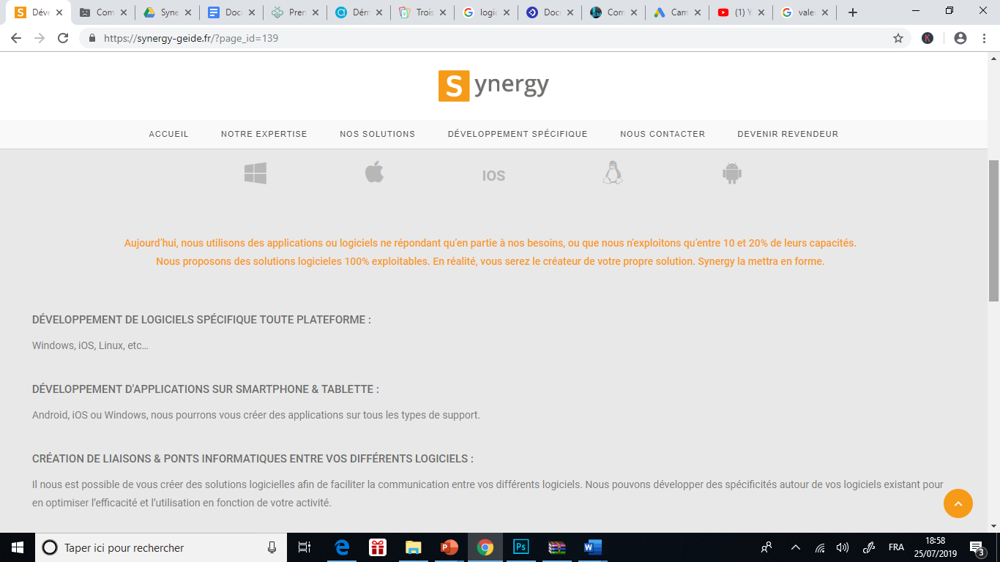 Déve
Com
Syne
Docu
Pren
Dém
Trois
logic
Docu
Com
Cam
(1) Y
vale
https://synergy-geide.fr/?page_id=139
K
Synergy
ACCUEIL NOTRE EXPERTISE NOS SOLUTIONS DÉVELOPPEMENT SPÉCIFIQUE NOUS CONTACTER DEVENIR REVENDEUR
IOS
Aujourd'hui, nous utilisons des applications ou logiciels ne répondant qu'en partie à nos besoins, ou que nous n'exploitons qu'entre 10 et 20% de leurs capacités.
Nous proposons des solutions logicieles 100% exploitables. En réalité, vous serez le créateur de votre propre solution. Synergy la mettra en forme.
DÉVELOPPEMENT DE LOGICIELS SPÉCIFIQUE TOUTE PLATEFORME :
Windows, iOS, Linux, etc…
DÉVELOPPEMENT D'APPLICATIONS SUR SMARTPHONE & TABLETTE :
Android, iOS ou Windows, nous pourrons vous créer des applications sur tous les types de support.
CRÉATION DE LIAISONS & PONTS INFORMATIQUES ENTRE VOS DIFFÉRENTS LOGICIELS :
Il nous est possible de vous créer des solutions logicielles afin de faciliter la communication entre vos différents logiciels. Nous pouvons développer des spécificités autour de vos logiciels existant pour
en optimiser l'efficacité et l'utilisation en fonction de votre activité.
Taper ici pour rechercher
Ps
FRA
18:58
25/07/2019
3